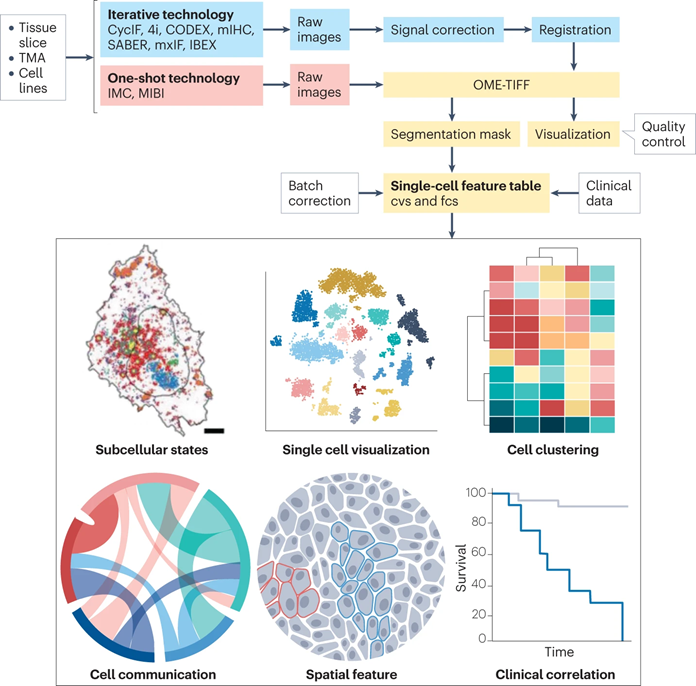 • Tissue
slice
• TMA
• Cell
lines
Iterative technology
CycIF, 4i, CODEX, mIHC,
SABER, mxIF, IBEX
Raw
images
Signal correction
Registration
One-shot technology
IMC, MIBI
Raw
images
OME-TIFF
Segmentation mask
Visualization
Quality
control
Batch
correction
Single-cell feature table
cvs and fcs
Clinical
data
Subcellular states
Single cell visualization
Cell clustering
Cell communication
Spatial feature
Survival
100
80
60
40
20
0
Time
Clinical correlation